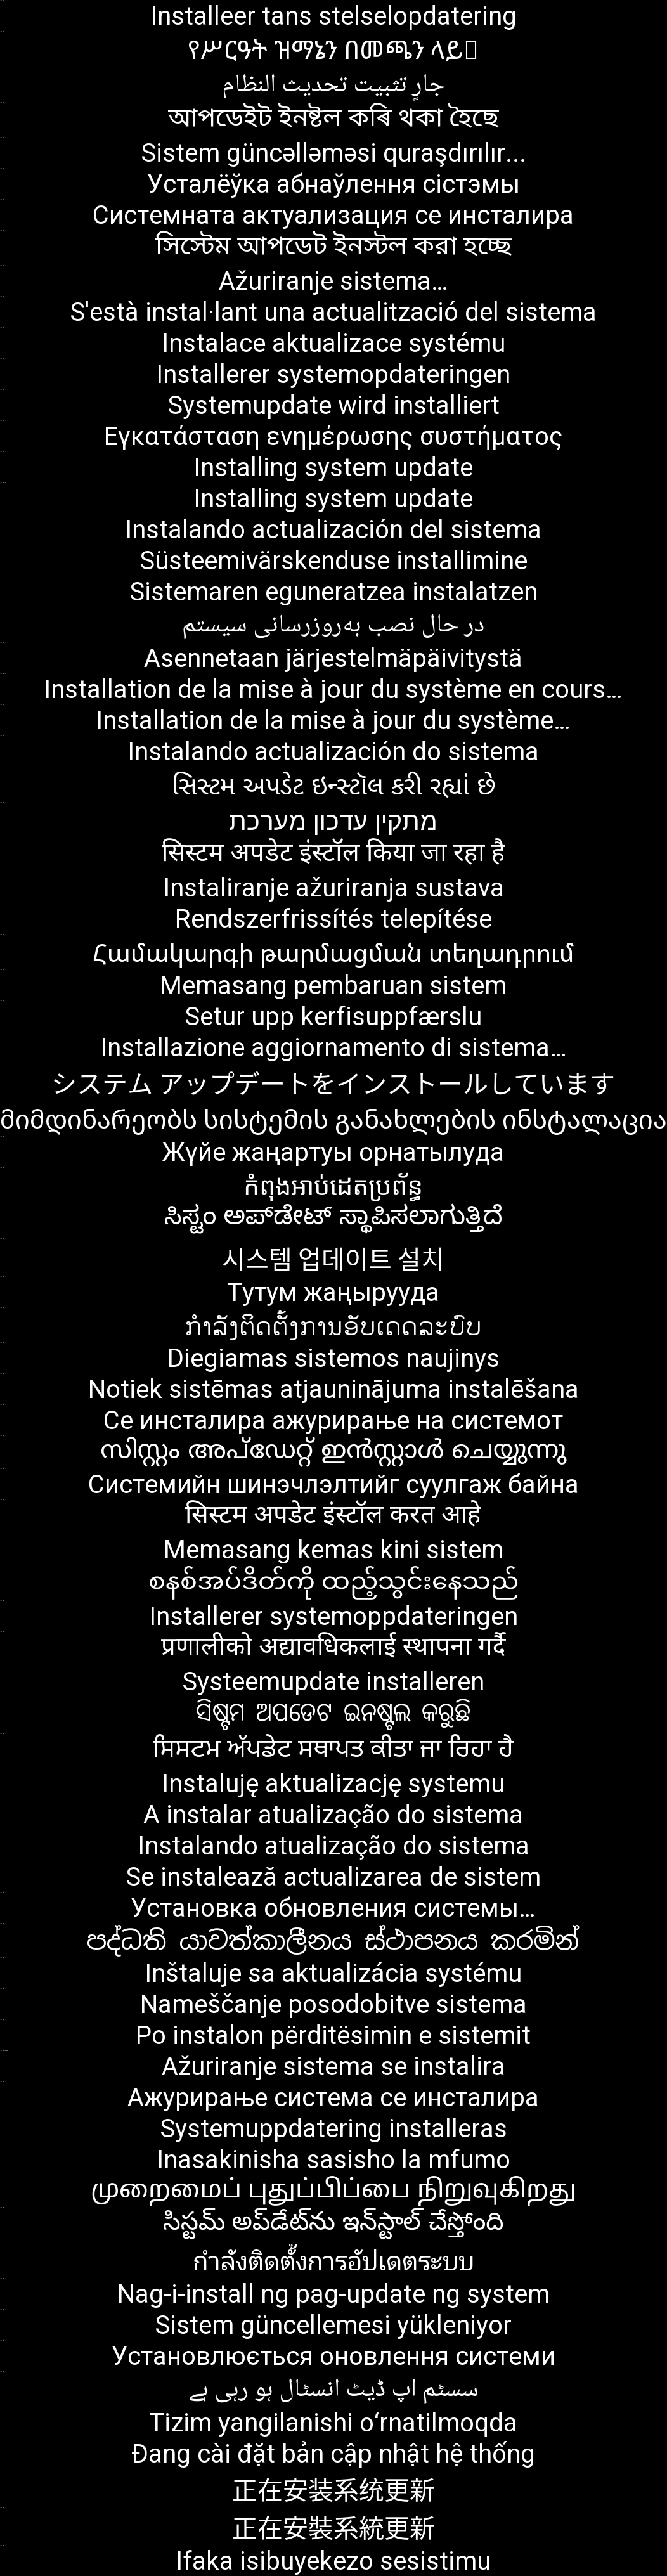 Installeer tans stelselopdatering
የሥርዓት ዝማኔን በመጫን ላይ
جارٍ تثبيت تحديث النظام
আপডেইট ইনষ্টল কৰি থকা হৈছে
Sistem güncəlləməsi quraşdırılır...
Усталёўка абнаўлення сістэмы
Системната актуализация се инсталира
সিস্টেম আপডেট ইনস্টল করা হচ্ছে
Ažuriranje sistema…
S'està instal·lant una actualització del sistema
Instalace aktualizace systému
Installerer systemopdateringen
Systemupdate wird installiert
Εγκατάσταση ενημέρωσης συστήματος
Installing system update
Installing system update
Instalando actualización del sistema
Süsteemivärskenduse installimine
Sistemaren eguneratzea instalatzen
در حال نصب به‌روزرسانی سیستم
Asennetaan järjestelmäpäivitystä
Installation de la mise à jour du système en cours…
Installation de la mise à jour du système…
Instalando actualización do sistema
સિસ્ટમ અપડેટ ઇન્સ્ટૉલ કરી રહ્યાં છે
מתקין עדכון מערכת
सिस्टम अपडेट इंस्टॉल किया जा रहा है
Instaliranje ažuriranja sustava
Rendszerfrissítés telepítése
Համակարգի թարմացման տեղադրում
Memasang pembaruan sistem
Setur upp kerfisuppfærslu
Installazione aggiornamento di sistema…
システム アップデートをインストールしています
მიმდინარეობს სისტემის განახლების ინსტალაცია
Жүйе жаңартуы орнатылуда
កំពុងអាប់ដេតប្រព័ន្ធ
ಸಿಸ್ಟಂ ಅಪ್‌ಡೇಟ್‌ ಸ್ಥಾಪಿಸಲಾಗುತ್ತಿದೆ
시스템 업데이트 설치
Тутум жаңырууда
ກຳລັງຕິດຕັ້ງການອັບເດດລະບົບ
Diegiamas sistemos naujinys
Notiek sistēmas atjauninājuma instalēšana
Се инсталира ажурирање на системот
സിസ്റ്റം അപ്‌ഡേറ്റ് ഇൻസ്റ്റാൾ ചെയ്യുന്നു
Системийн шинэчлэлтийг суулгаж байна
सिस्टम अपडेट इंस्टॉल करत आहे
Memasang kemas kini sistem
စနစ်အပ်ဒိတ်ကို ထည့်သွင်းနေသည်
Installerer systemoppdateringen
प्रणालीको अद्यावधिकलाई स्थापना गर्दै
Systeemupdate installeren
ସିଷ୍ଟମ ଅପଡେଟ ଇନଷ୍ଟଲ କରୁଛି
ਸਿਸਟਮ ਅੱਪਡੇਟ ਸਥਾਪਤ ਕੀਤਾ ਜਾ ਰਿਹਾ ਹੈ
Instaluję aktualizację systemu
A instalar atualização do sistema
Instalando atualização do sistema
Se instalează actualizarea de sistem
Установка обновления системы…
පද්ධති යාවත්කාලීනය ස්ථාපනය කරමින්
Inštaluje sa aktualizácia systému
Nameščanje posodobitve sistema
Po instalon përditësimin e sistemit
Ažuriranje sistema se instalira
Ажурирање система се инсталира
Systemuppdatering installeras
Inasakinisha sasisho la mfumo
முறைமைப் புதுப்பிப்பை நிறுவுகிறது
సిస్టమ్ అప్‌డేట్‌ను ఇన్‌స్టాల్ చేస్తోంది
กำลังติดตั้งการอัปเดตระบบ
Nag-i-install ng pag-update ng system
Sistem güncellemesi yükleniyor
Установлюється оновлення системи
سسٹم اپ ڈیٹ انسٹال ہو رہی ہے
Tizim yangilanishi o‘rnatilmoqda
Đang cài đặt bản cập nhật hệ thống
正在安装系统更新
正在安裝系統更新
Ifaka isibuyekezo sesistimu